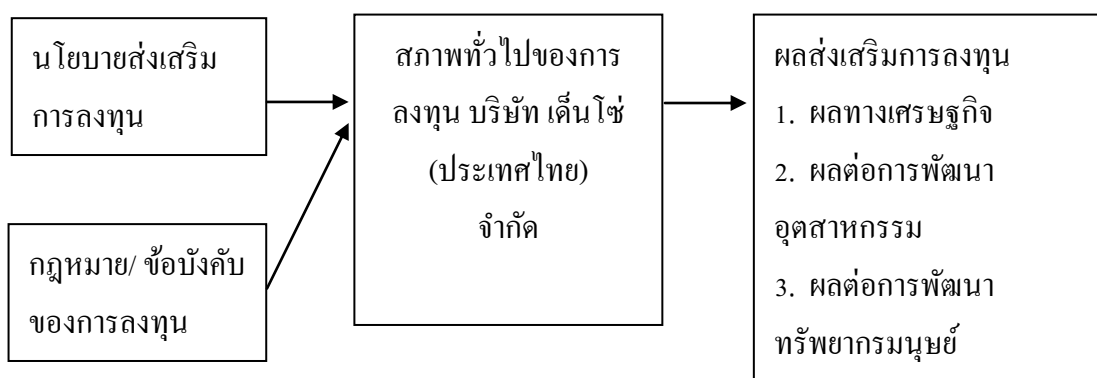 นโยบายส่งเสริม
การลงทุน
กฎหมาย/ ข้อบังคับ
ของการลงทุน
สภาพทั่วไปของการ
ลงทุน บริษัท เด็นโซ่
(ประเทศไทย)
จำกัด
ผลส่งเสริมการลงทุน
1. ผลทางเศรษฐกิจ
2. ผลต่อการพัฒนา
อุตสาหกรรม
3. ผลต่อการพัฒนา
ทรัพยากรมนุษย์